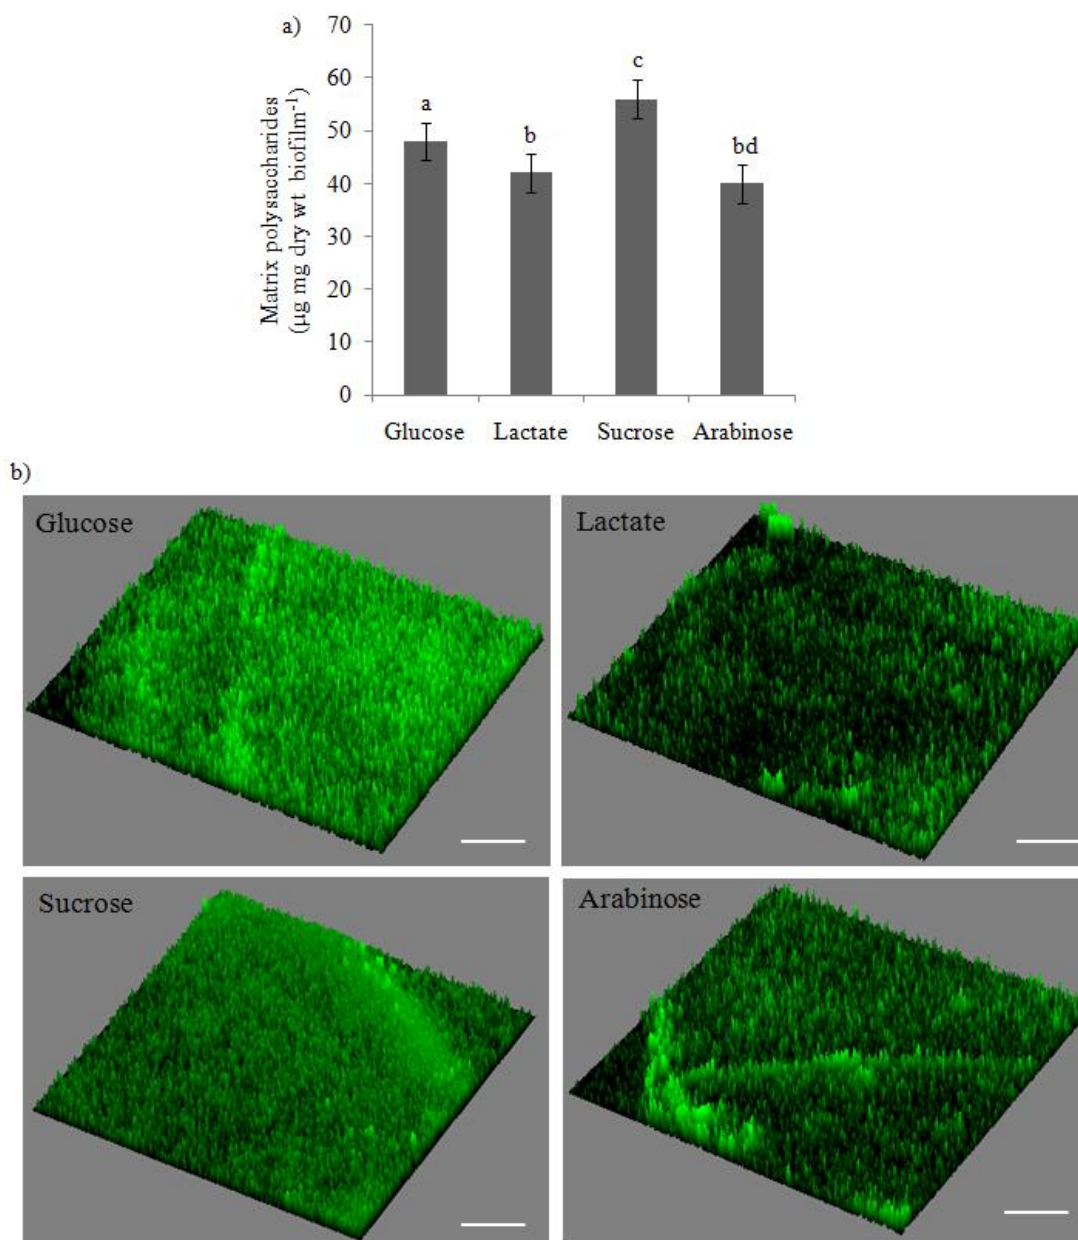 a)
Matrix polysaccharides
(µg mg dry wt biofilm⁻¹)
70
60
50
40
30
20
10
0
a
b
c
bd
Glucose Lactate Sucrose Arabinose
b)
Glucose
Lactate
Sucrose
Arabinose